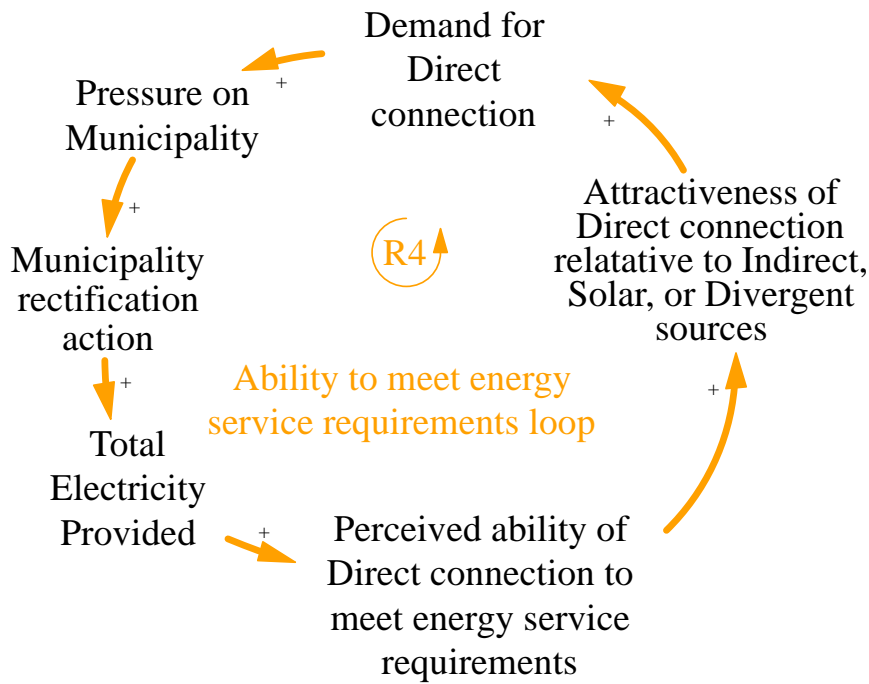 Demand for
Direct
connection
+
Pressure on
Municipality
+
Municipality
rectification
action
+
Total
Electricity
Provided
+
Perceived ability of
Direct connection to
meet energy service
requirements
+
Attractiveness of
Direct connection
relatative to Indirect,
Solar, or Divergent
sources
+
R4
Ability to meet energy
service requirements loop